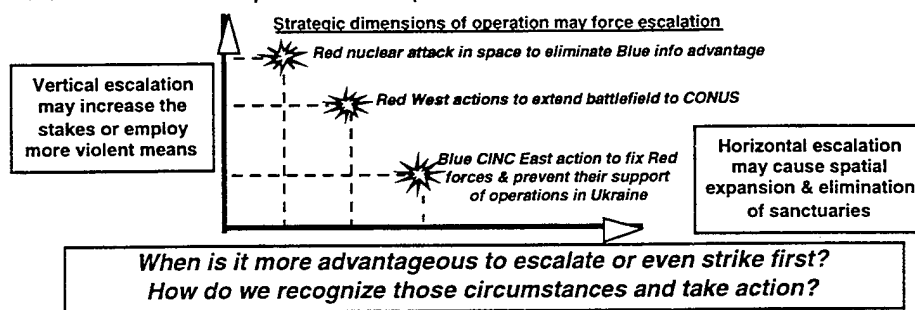 Strategic dimensions of operation may force escalation
Red nuclear attack in space to eliminate Blue info advantage
Vertical escalation
may increase the
stakes or employ
more violent means
Red West actions to extend battlefield to CONUS
Blue CINC East action to fix Red
forces & prevent their support
of operations in Ukraine
Horizontal escalation
may cause spatial
expansion & elimination
of sanctuaries
When is it more advantageous to escalate or even strike first?
How do we recognize those circumstances and take action?